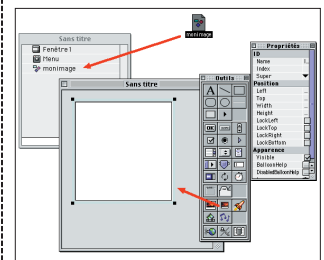 monimage
Sans titre
Fenêtre1
Menu
monimage
Sans titre
Outils
A
OK
Propriétés
ID
Name
Index
Super
Position
Left
Top
Width
Height
LockLeft
LockTop
LockRight
LockBottom
Apparence
Visible
BalloonHelp
DisabledBalloonHelp